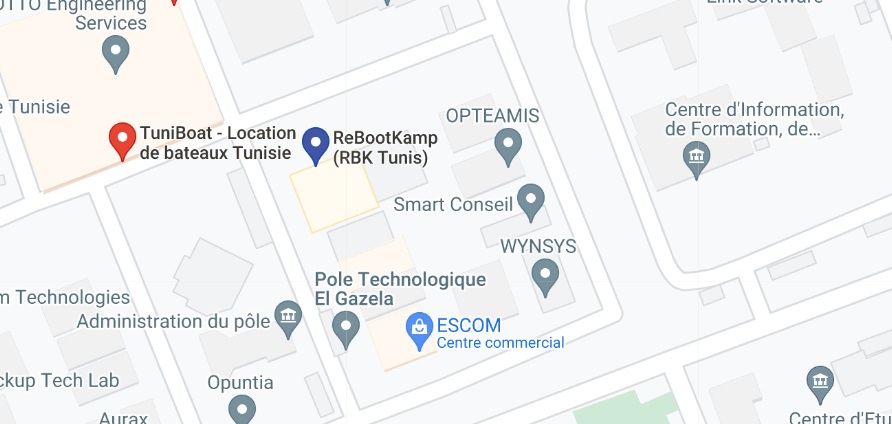 OTTO Engineering
Services
Link Software
e Tunisie
TuniBoat - Location
de bateaux Tunisie
ReBootKamp
(RBK Tunis)
OPTEAMIS
Centre d'Information,
de Formation, de...
Smart Conseil
WYNSYS
Pole Technologique
El Gazela
m Technologies
Administration du pôle
ESCOM
Centre commercial
ckup Tech Lab
Opuntia
Aurax
Centre d'Etu